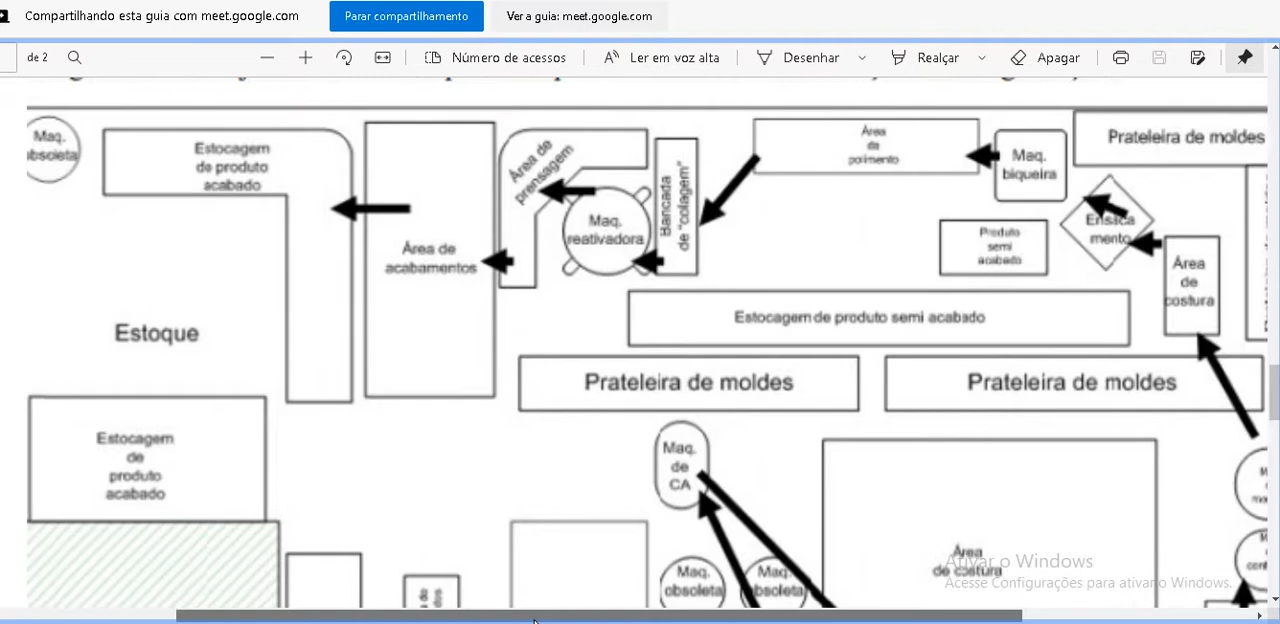 Compartilhando esta guia com meet.google.com
Parar compartilhamento
Ver a guia: meet.google.com
de 2
Número de acessos
Ler em voz alta
Desenhar
Realçar
Apagar
Maq.
obsoleta
Estocagem
de produto
acabado
Área de
prensagem
Bancada
de "colagem"
Área
de
polimento
Maq.
biqueira
Prateleira de moldes
Maq.
reativadora
Área de
acabamentos
Produto
semi
acabado
Ensaca
mento
Área
de
costura
Estocagem de produto semi acabado
Estoque
Prateleira de moldes
Prateleira de moldes
Estocagem
de
produto
acabado
Maq.
de
CA
Maq.
obsoleta
Maq.
obsoleta
Área
de costura
Ativar o Windows
Acesse Configurações para ativar o Windows.